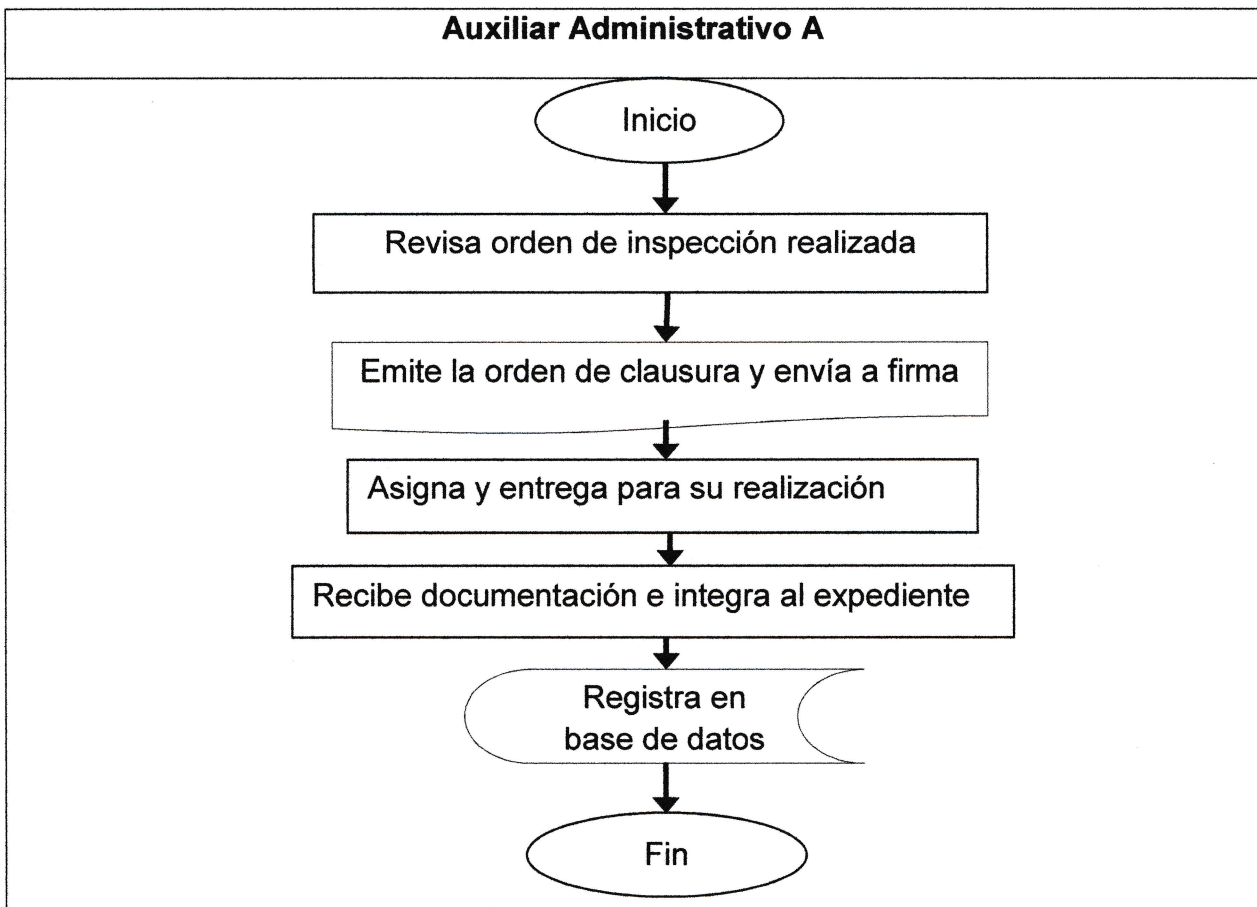 Auxiliar Administrativo A
Inicio
Revisa orden de inspección realizada
Emite la orden de clausura y envía a firma
Asigna y entrega para su realización
Recibe documentación e integra al expediente
Registra en
base de datos
Fin